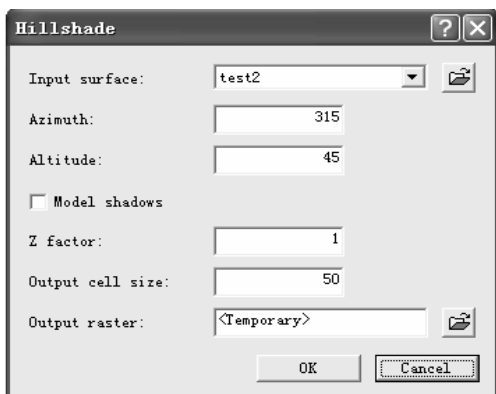 Hillshade
Input surface: test2
Azimuth: 315
Altitude: 45
Model shadows
Z factor: 1
Output cell size: 50
Output raster: <Temporary>
OK Cancel